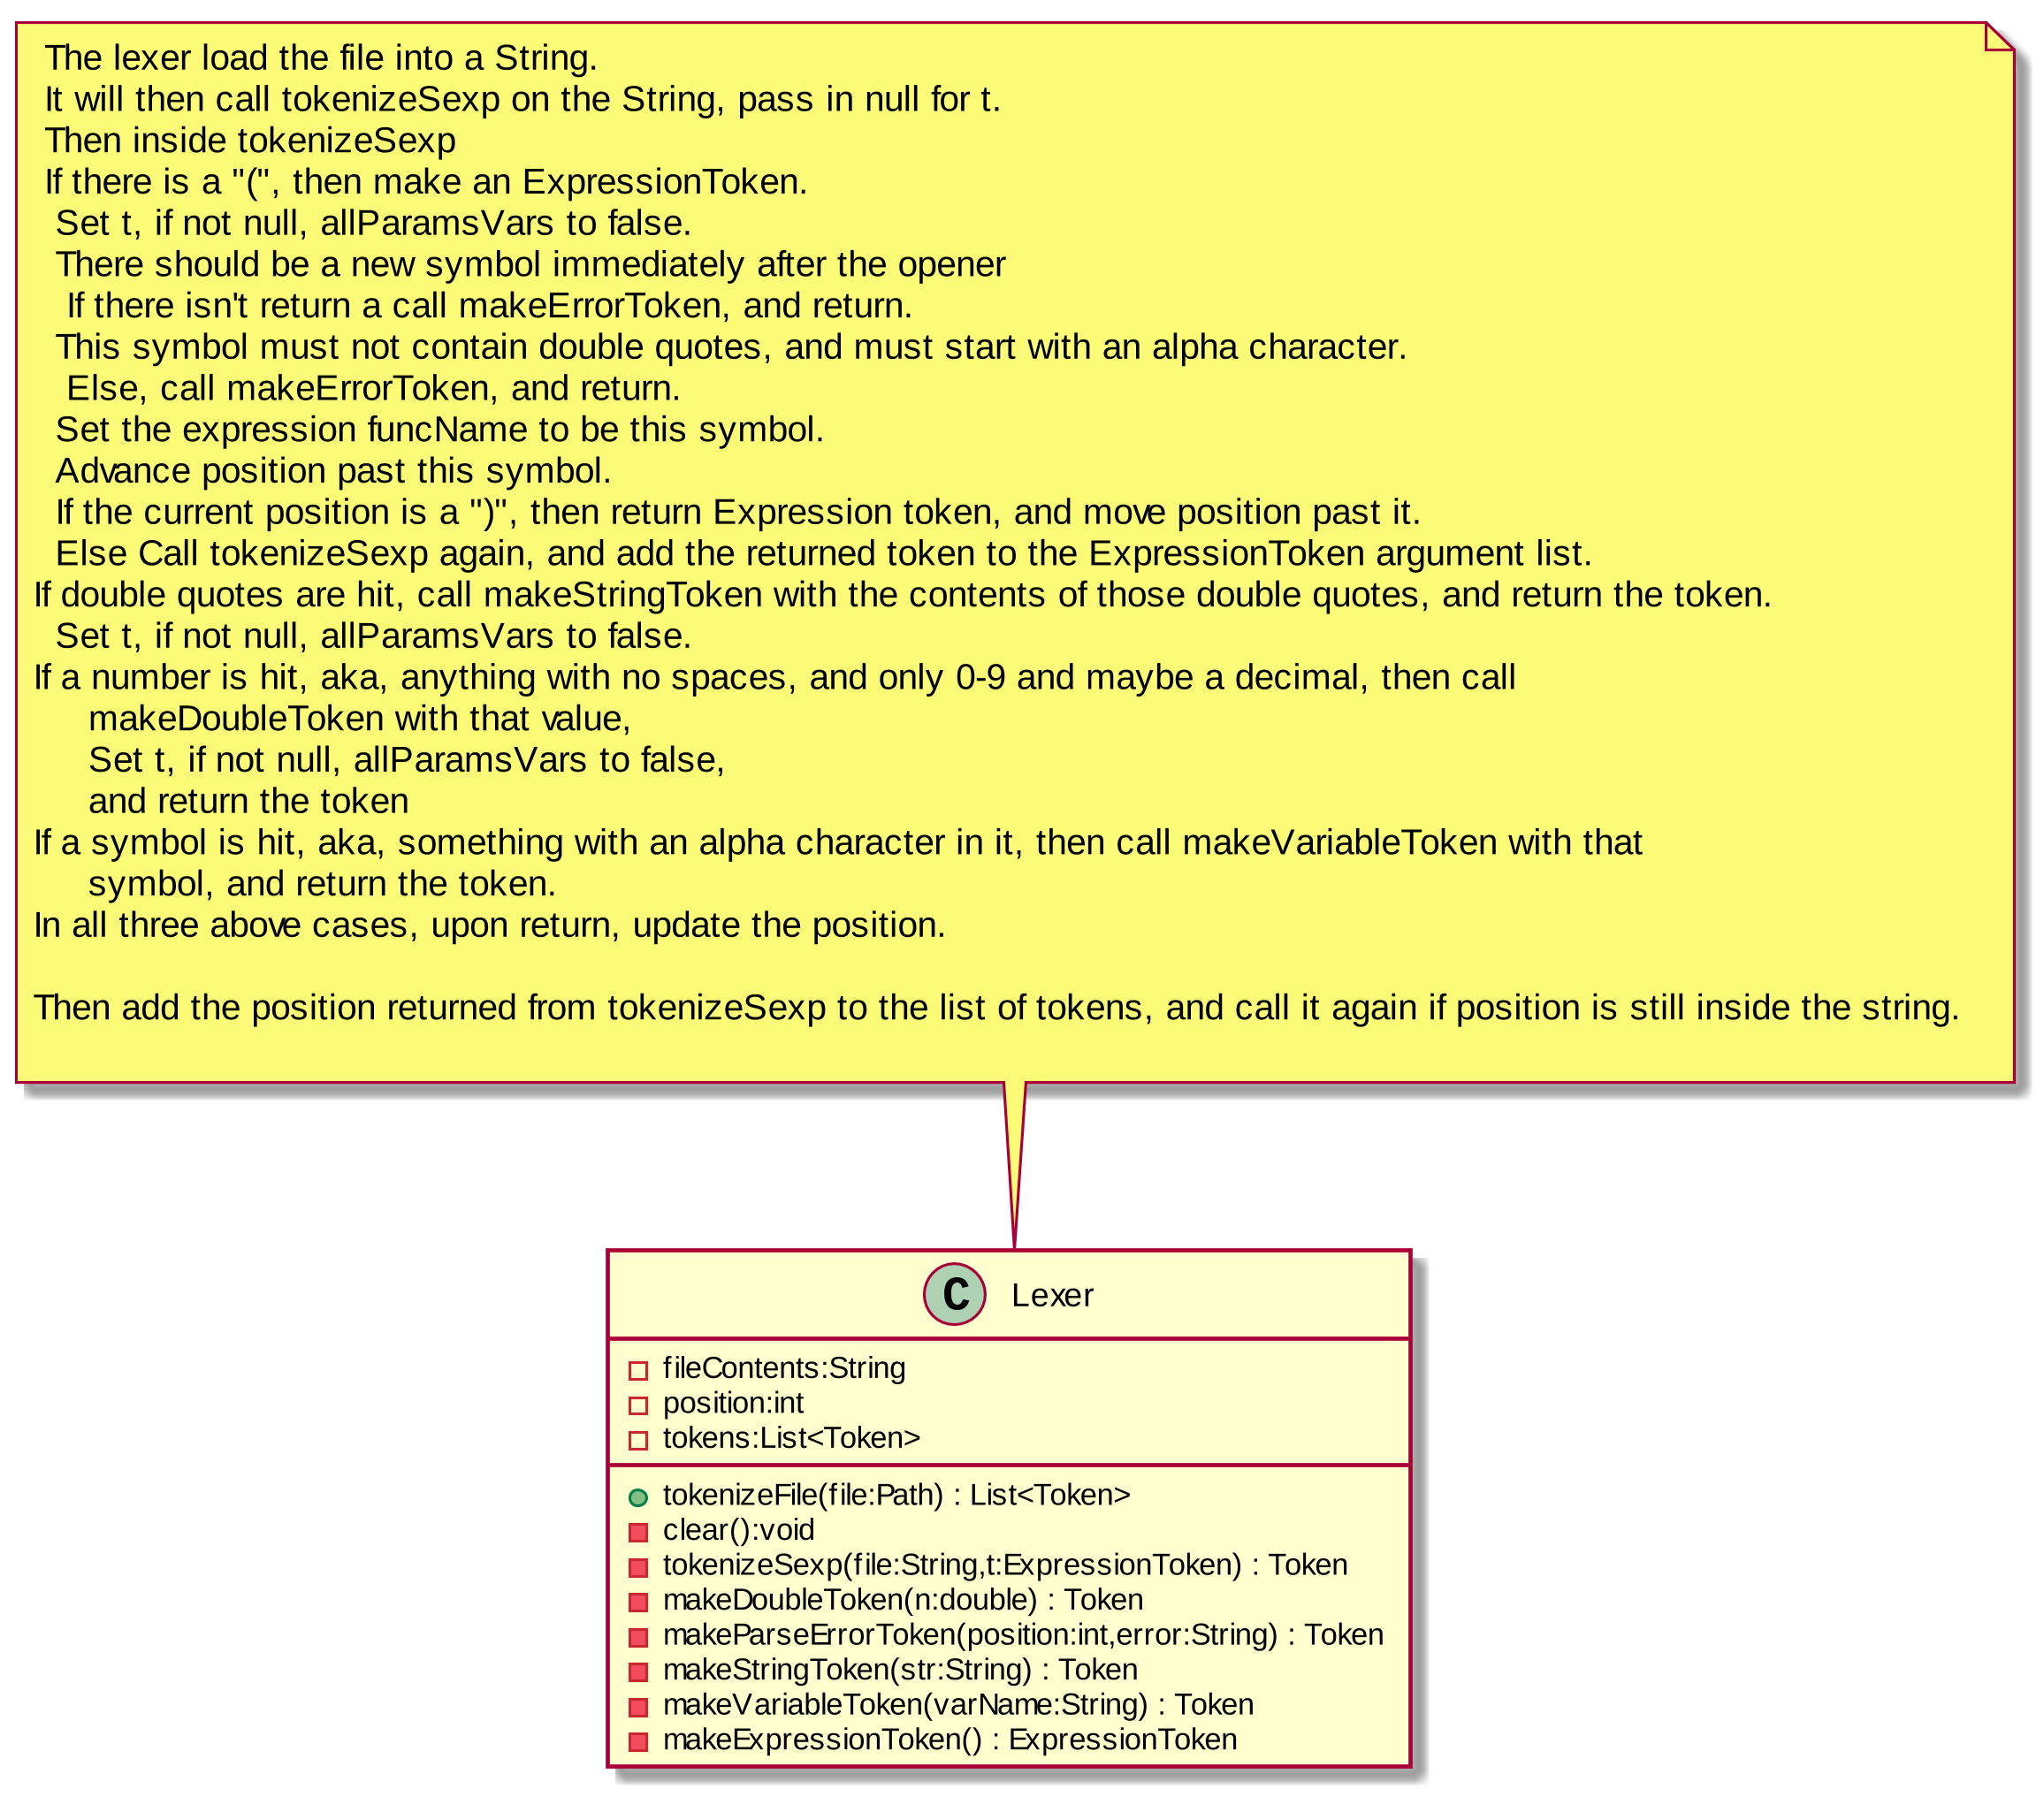 The lexer load the file into a String.
It will then call tokenizeSexp on the String, pass in null for t.
Then inside tokenizeSexp
If there is a "(", then make an ExpressionToken.
Set t, if not null, allParamsVars to false.
There should be a new symbol immediately after the opener
If there isn't return a call makeErrorToken, and return.
This symbol must not contain double quotes, and must start with an alpha character.
Else, call makeErrorToken, and return.
Set the expression funcName to be this symbol.
Advance position past this symbol.
If the current position is a ")", then return Expression token, and move position past it.
Else Call tokenizeSexp again, and add the returned token to the ExpressionToken argument list.
If double quotes are hit, call makeStringToken with the contents of those double quotes, and return the token.
Set t, if not null, allParamsVars to false.
If a number is hit, aka, anything with no spaces, and only 0-9 and maybe a decimal, then call
makeDoubleToken with that value,
Set t, if not null, allParamsVars to false,
and return the token
If a symbol is hit, aka, something with an alpha character in it, then call makeVariableToken with that
symbol, and return the token.
In all three above cases, upon return, update the position.
Then add the position returned from tokenizeSexp to the list of tokens, and call it again if position is still inside the string.
C Lexer
fileContents:String
position:int
tokens:List<Token>
tokenizeFile(file:Path) : List<Token>
clear():void
tokenizeSexp(file:String,t:ExpressionToken) : Token
makeDoubleToken(n:double) : Token
makeParseErrorToken(position:int,error:String) : Token
makeStringToken(str:String) : Token
makeVariableToken(varName:String) : Token
makeExpressionToken() : ExpressionToken